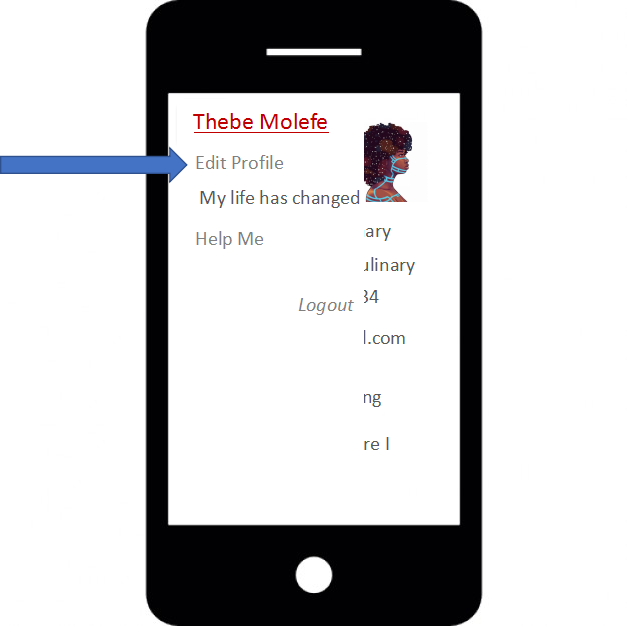 Thebe Molefe
Edit Profile
My life has changed
Help Me
ary
ulinary
34
Logout
l.com
ng
re I